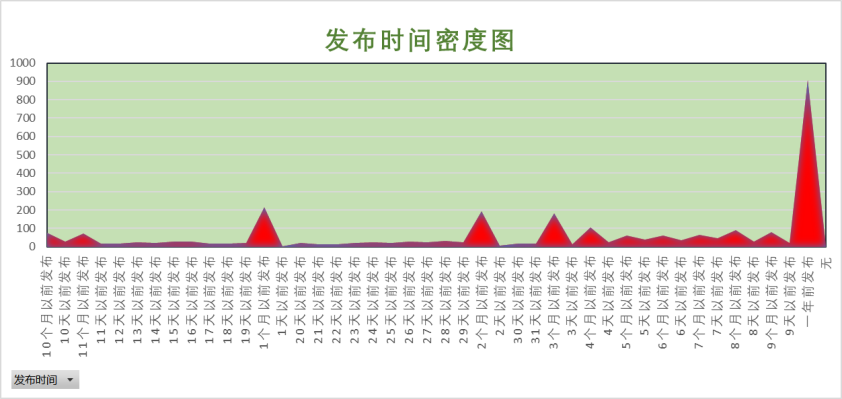 发布时间密度图
1000
900
800
700
600
500
400
300
200
100
0
10个月以前发布
10天以前发布
11个月以前发布
11天以前发布
12天以前发布
13天以前发布
14天以前发布
15天以前发布
16天以前发布
17天以前发布
18天以前发布
19天以前发布
1个月以前发布
1天以前发布
20天以前发布
21天以前发布
22天以前发布
23天以前发布
24天以前发布
25天以前发布
26天以前发布
27天以前发布
28天以前发布
29天以前发布
2个月以前发布
2天以前发布
30天以前发布
31天以前发布
3个月以前发布
3天以前发布
4个月以前发布
4天以前发布
5个月以前发布
5天以前发布
6个月以前发布
6天以前发布
7个月以前发布
7天以前发布
8个月以前发布
8天以前发布
9个月以前发布
9天以前发布
一年前发布
无
发布时间